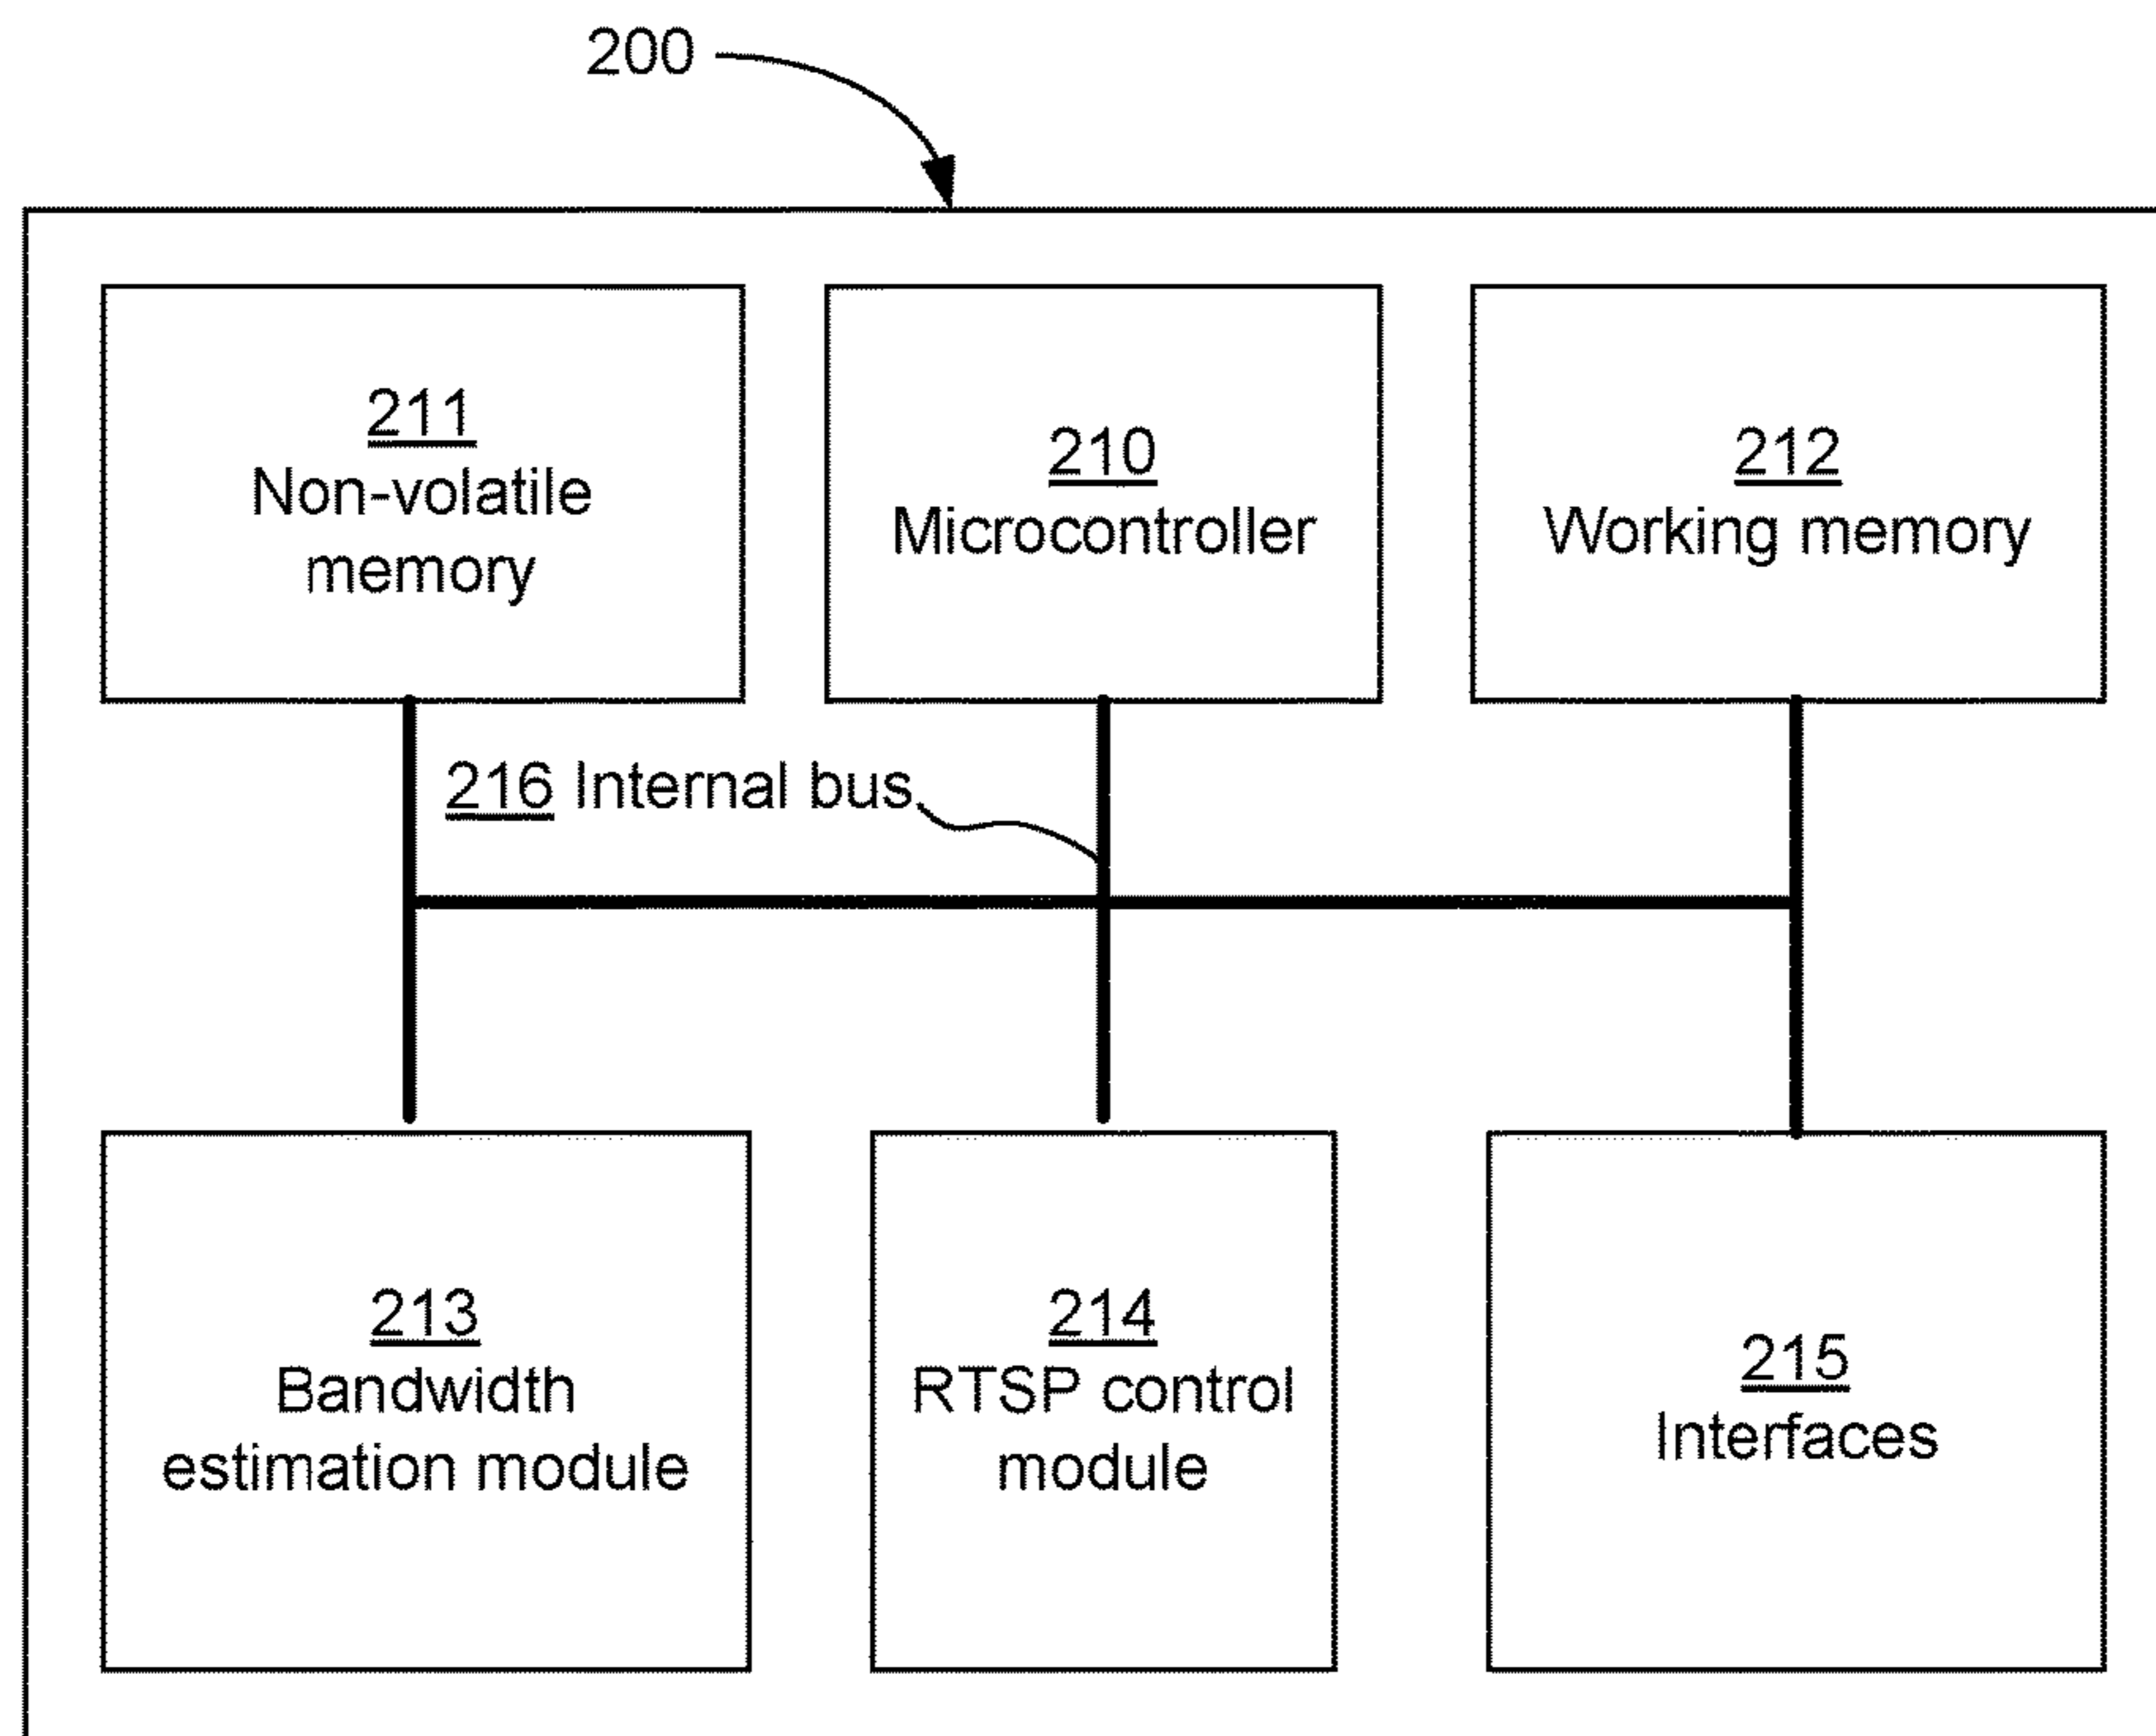 200
211
Non-volatile
memory
210
Microcontroller
212
Working memory
216 Internal bus
213
Bandwidth
estimation module
214
RTSP control
module
215
Interfaces